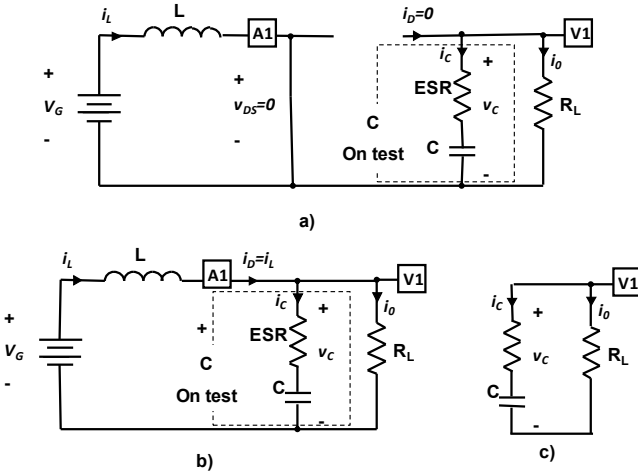 i_L
L
A1
i_D=0
V1
+
V_G
-
+
v_DS=0
-
i_C
+
i_0
ESR
v_C
R_L
C
On test
C
-
a)
i_L
L
A1
i_D=i_L
V1
+
V_G
-
+
C
On test
i_C
+
i_0
ESR
v_C
R_L
C
-
b)
V1
i_C
+
i_0
v_C
R_L
C
-
c)